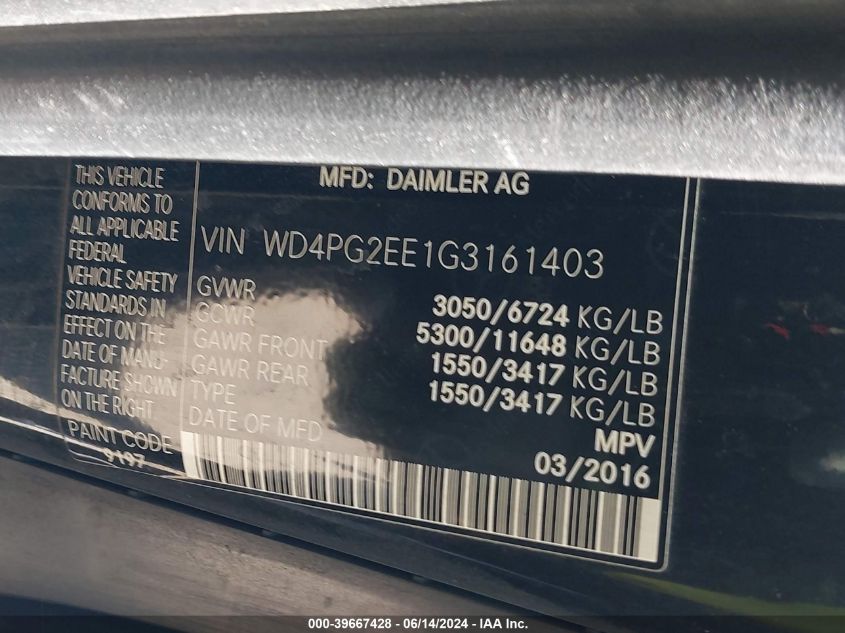 THIS VEHICLE
CONFORMS TO
ALL APPLICABLE
FEDERAL
VEHICLE SAFETY
STANDARDS IN
EFFECT ON THE
DATE OF MANU-
FACTURE SHOWN
ON THE RIGHT
PAINT CODE
9197
MFD: DAIMLER AG
VIN WD4PG2EE1G3161403
GVWR 3050/6724 KG/LB
GCWR 5300/11648 KG/LB
GAWR FRONT 1550/3417 KG/LB
GAWR REAR 1550/3417 KG/LB
TYPE MPV
DATE OF MFD 03/2016
000-39667428 - 06/14/2024 - IAA Inc.